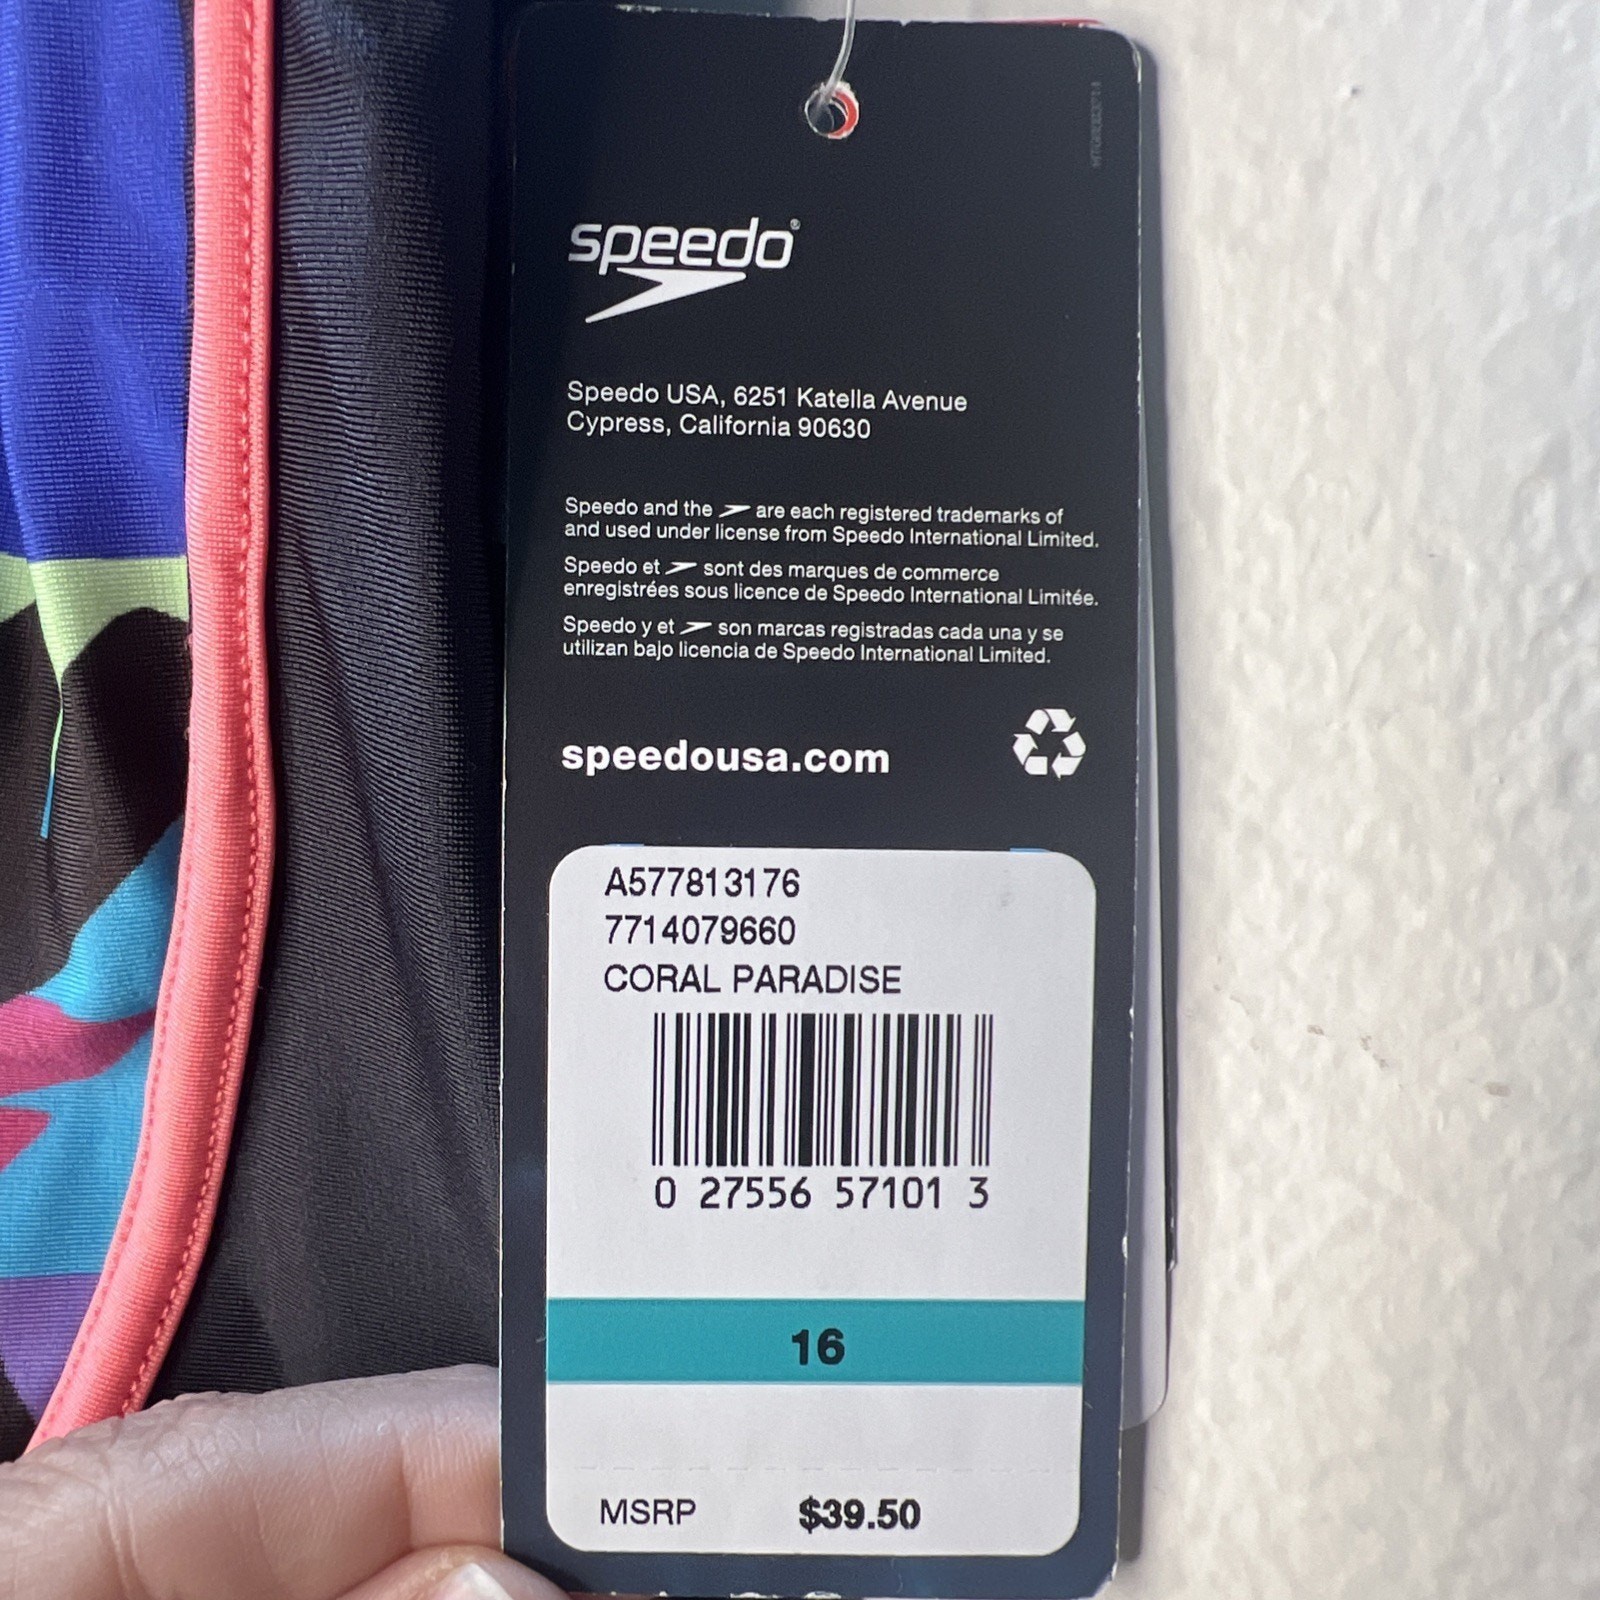 speedo®
Speedo USA, 6251 Katella Avenue
Cypress, California 90630
Speedo and the are each registered trademarks of
and used under license from Speedo International Limited.
Speedo et sont des marques de commerce
enregistrées sous licence de Speedo International Limitée.
Speedo y et son marcas registradas cada una y se
utilizan bajo licencia de Speedo International Limited.
speedousa.com
A577813176
7714079660
CORAL PARADISE
0 27556 57101 3
16
MSRP $39.50